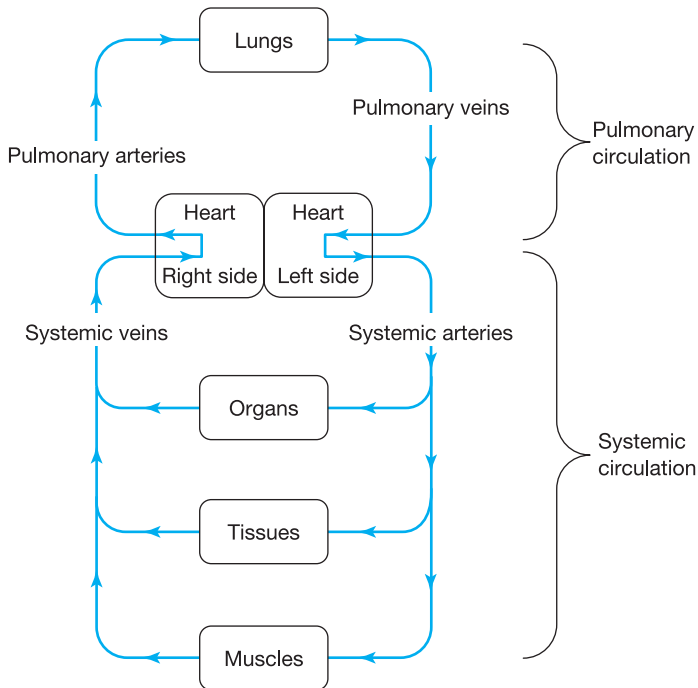 Lungs
Pulmonary veins
Pulmonary
circulation
Pulmonary arteries
Heart
Heart
Right side
Left side
Systemic veins
Systemic arteries
Organs
Systemic
circulation
Tissues
Muscles